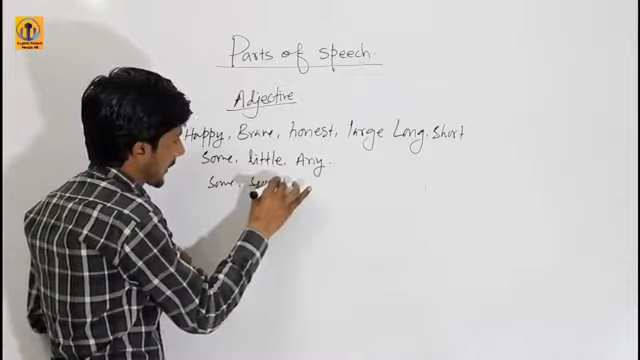 Parts of speech.
Adjective
Happy, Brave, honest, large Long, short
Some, little, Any.
Some,